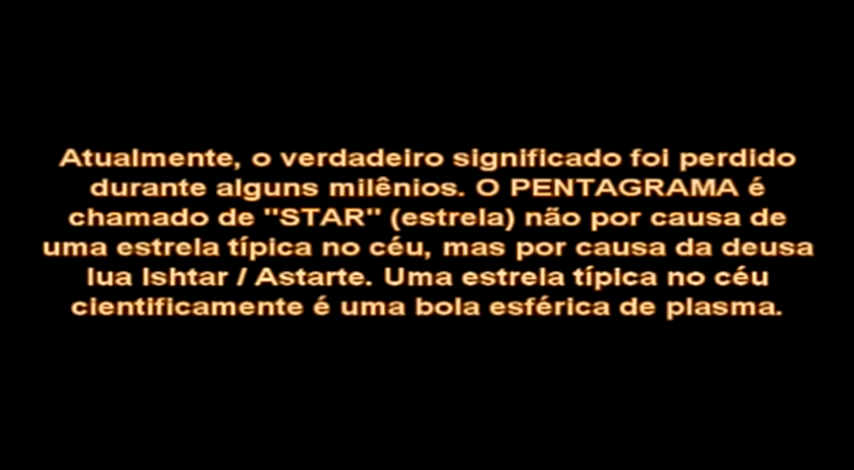 Atualmente, o verdadeiro significado foi perdido
durante alguns milênios. O PENTAGRAMA é
chamado de "STAR" (estrela) não por causa de
uma estrela típica no céu, mas por causa da deusa
lua Ishtar / Astarte. Uma estrela típica no céu
cientificamente é uma bola esférica de plasma.